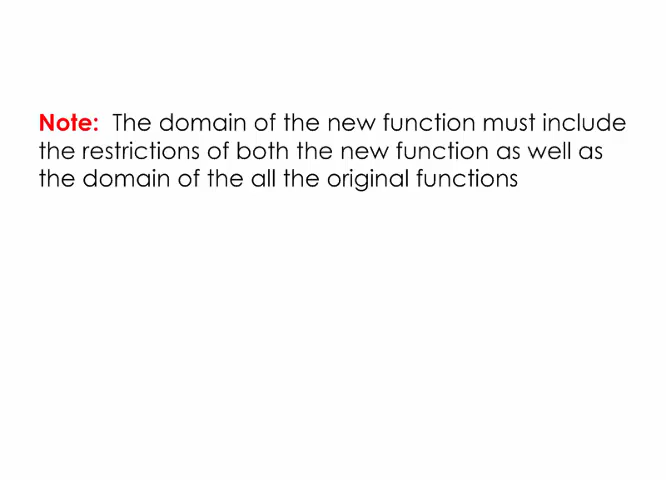 Note: The domain of the new function must include
the restrictions of both the new function as well as
the domain of the all the original functions